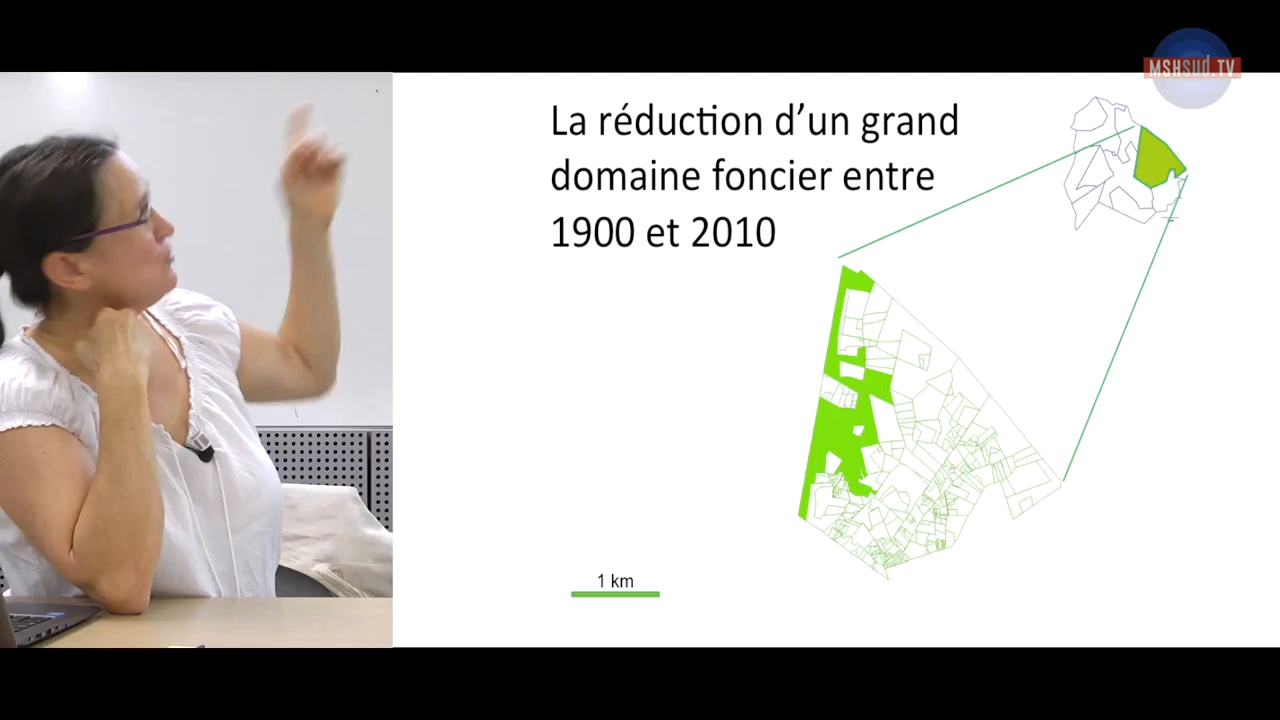 MSHsud.TV
La réduction d'un grand
domaine foncier entre
1900 et 2010
1 km